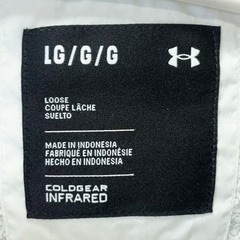 LG/G/G
LOOSE
COUPE LÂCHE
SUELTO
MADE IN INDONESIA
FABRIQUÉ EN INDONÉSIE
HECHO EN INDONESIA
COLDGEAR
INFRARED